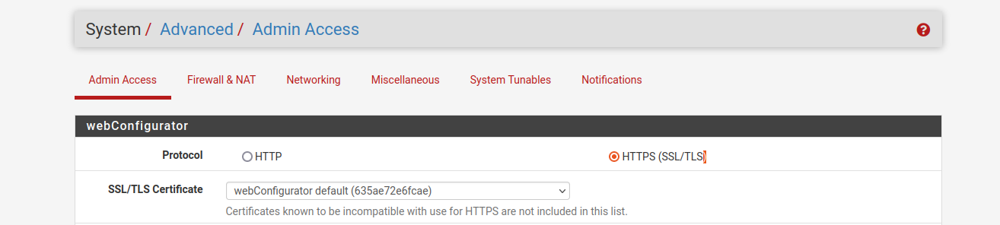 System / Advanced / Admin Access
Admin Access Firewall & NAT Networking Miscellaneous System Tunables Notifications
webConfigurator
Protocol HTTP HTTPS (SSL/TLS)
SSL/TLS Certificate webConfigurator default (635ae72e6fcae)
Certificates known to be incompatible with use for HTTPS are not included in this list.